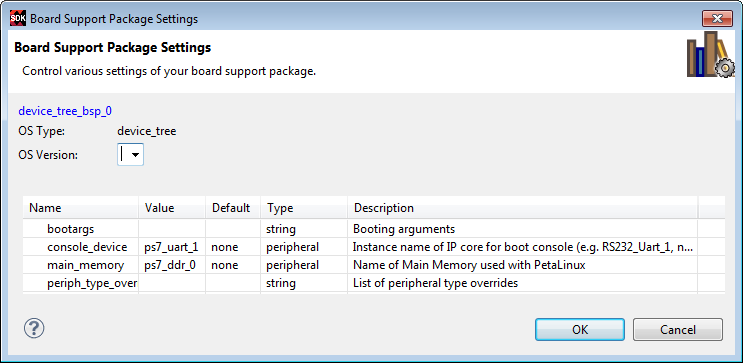 SDK Board Support Package Settings
Board Support Package Settings
Control various settings of your board support package.
device_tree_bsp_0
OS Type: device_tree
OS Version:
Name Value Default Type Description
bootargs string Booting arguments
console_device ps7_uart_1 none peripheral Instance name of IP core for boot console (e.g. RS232_Uart_1, n...
main_memory ps7_ddr_0 none peripheral Name of Main Memory used with PetaLinux
periph_type_over string List of peripheral type overrides
? OK Cancel